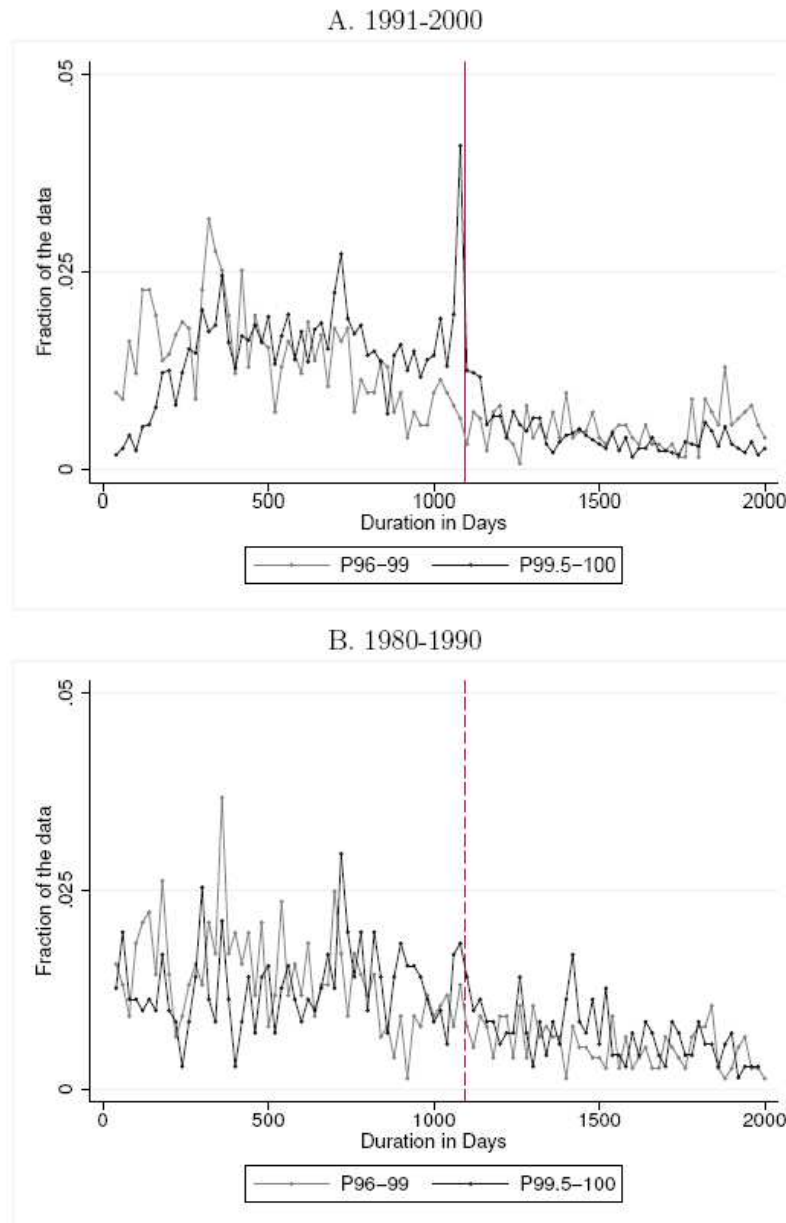 A. 1991-2000
.05
.025
0
Fraction of the data
0 500 1000 1500 2000
Duration in Days
P96-99 P99.5-100
B. 1980-1990
.05
.025
0
Fraction of the data
0 500 1000 1500 2000
Duration in Days
P96-99 P99.5-100